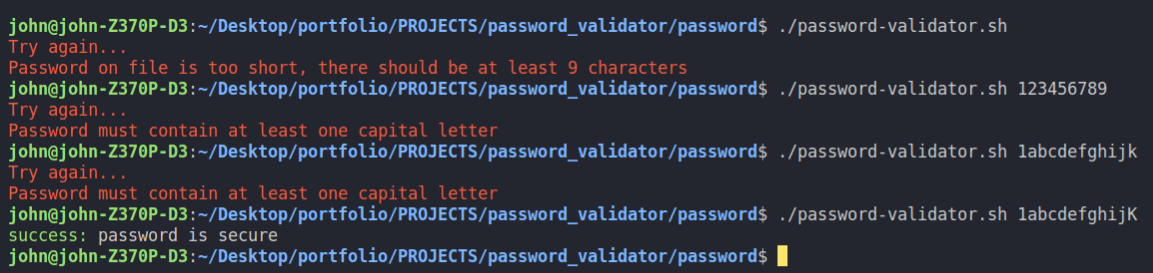 john@john-Z370P-D3:~/Desktop/portfolio/PROJECTS/password_validator/password$ ./password-validator.sh
Try again...
Password on file is too short, there should be at least 9 characters
john@john-Z370P-D3:~/Desktop/portfolio/PROJECTS/password_validator/password$ ./password-validator.sh 123456789
Try again...
Password must contain at least one capital letter
john@john-Z370P-D3:~/Desktop/portfolio/PROJECTS/password_validator/password$ ./password-validator.sh 1abcdefghijk
Try again...
Password must contain at least one capital letter
john@john-Z370P-D3:~/Desktop/portfolio/PROJECTS/password_validator/password$ ./password-validator.sh 1abcdefghijK
success: password is secure
john@john-Z370P-D3:~/Desktop/portfolio/PROJECTS/password_validator/password$